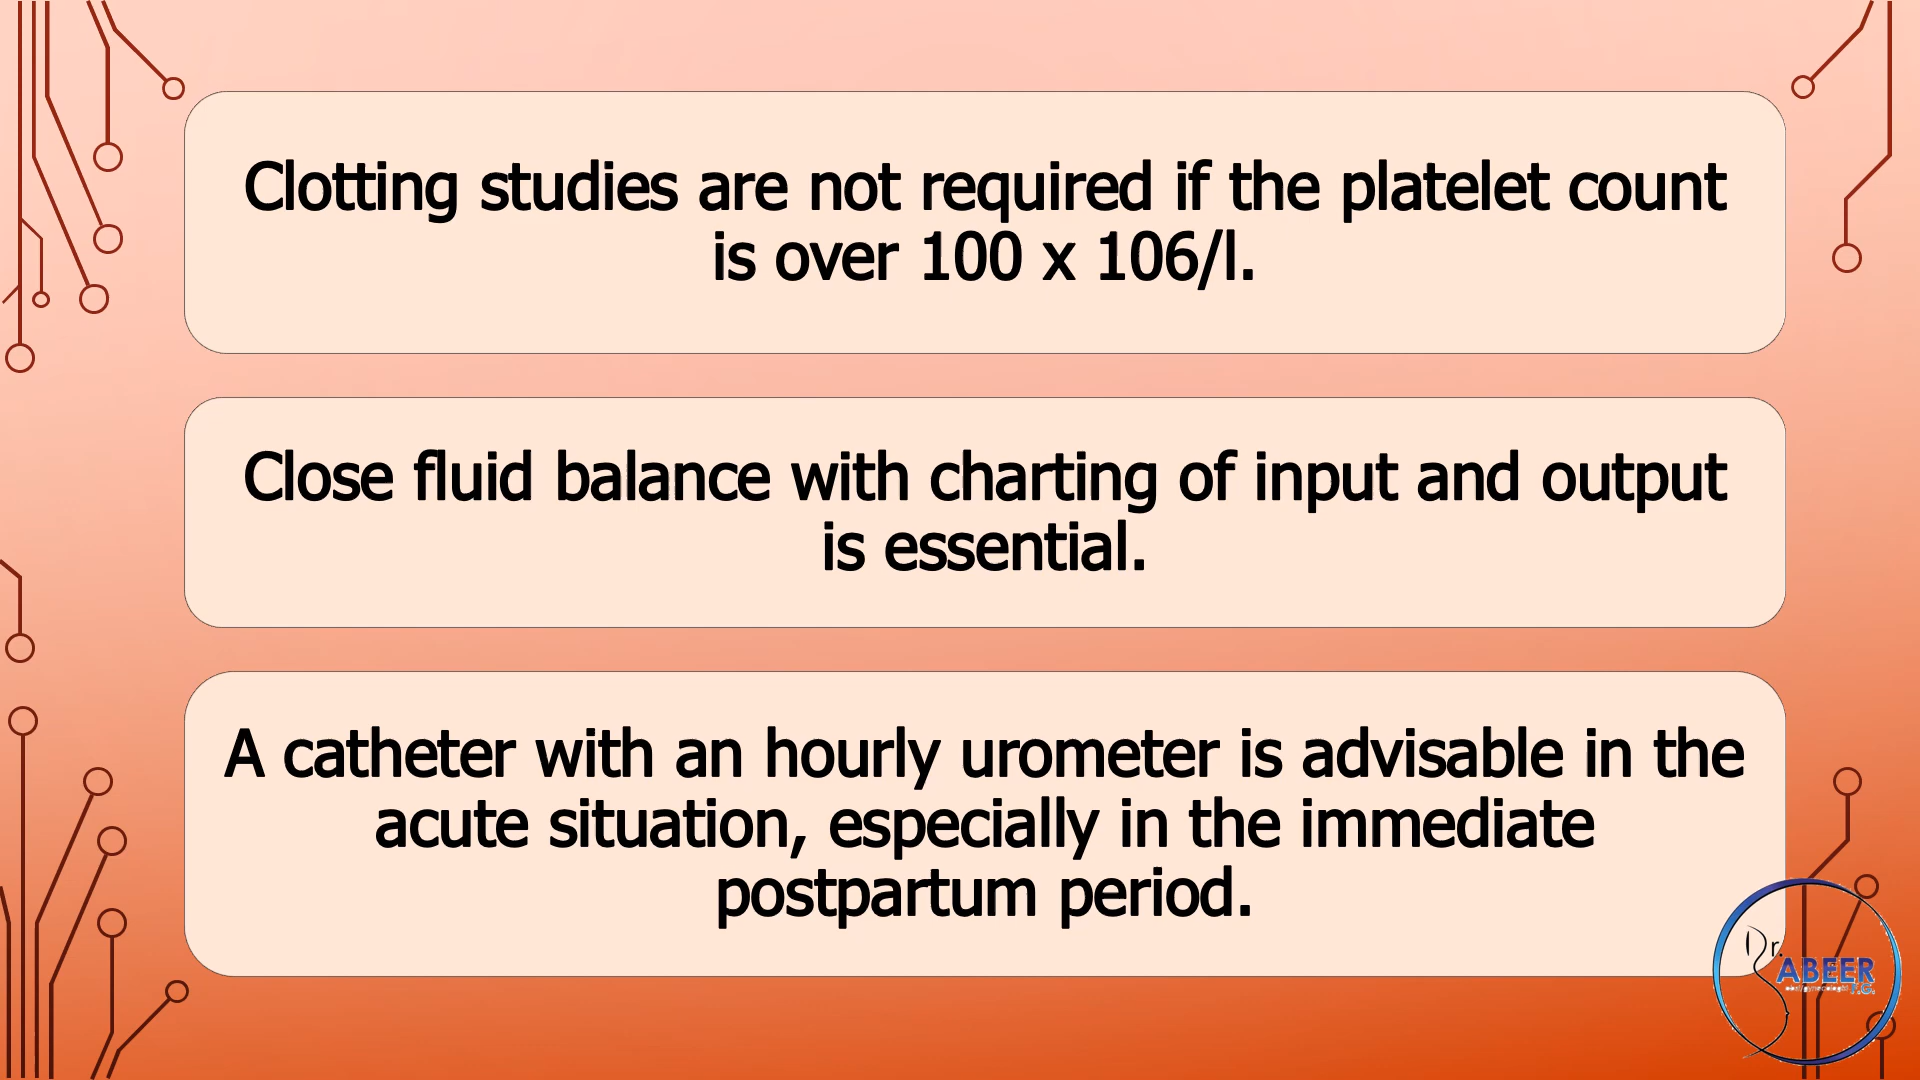 Clotting studies are not required if the platelet count
is over 100 x 106/l.
Close fluid balance with charting of input and output
is essential.
A catheter with an hourly urometer is advisable in the
acute situation, especially in the immediate
postpartum period.
Dr.
ABEER
F.G.